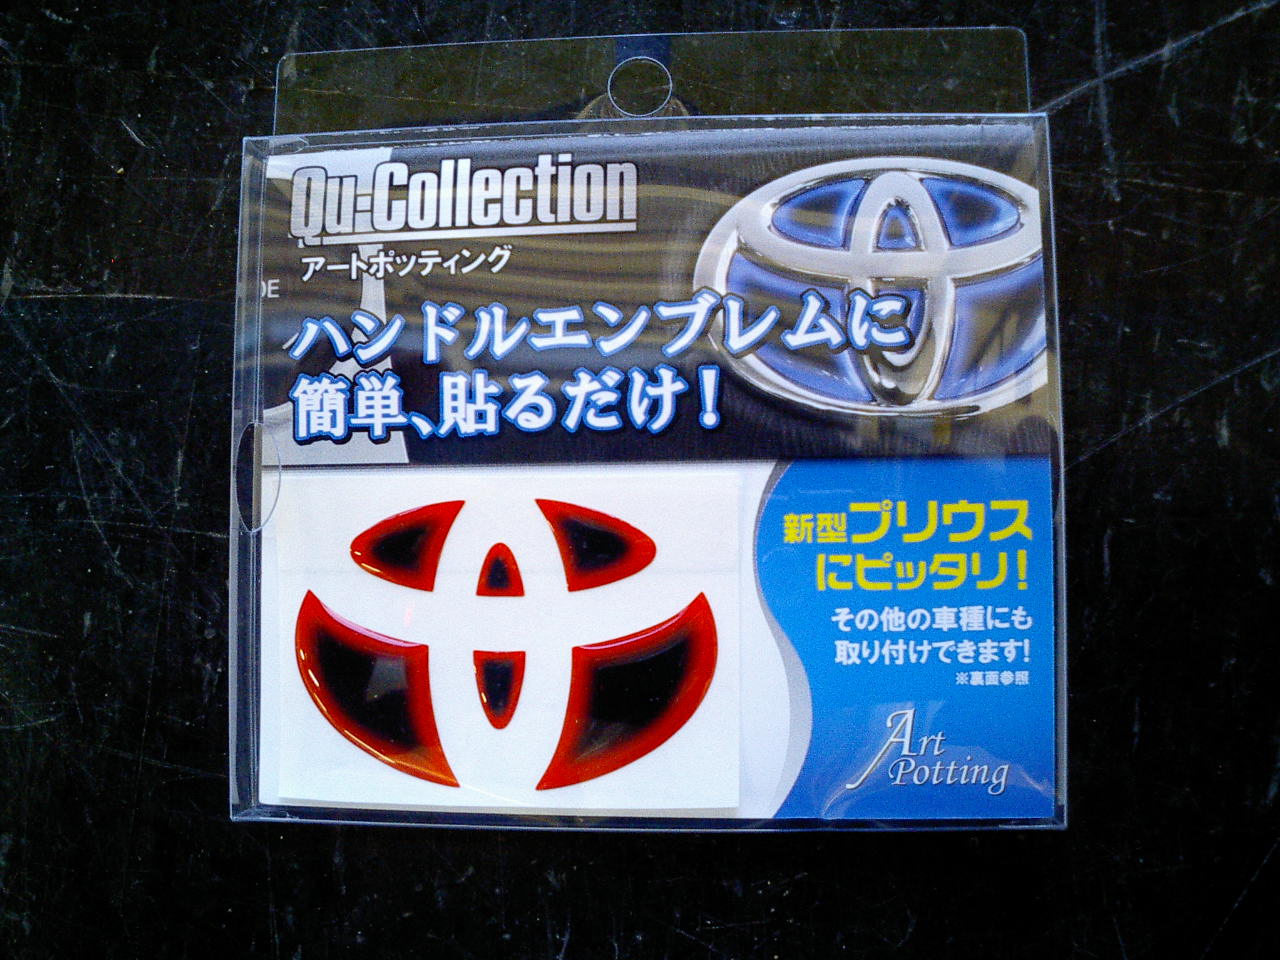 Qu:Collection
アートポッティング
DE
ハンドルエンブレムに
簡単、貼るだけ!
新型プリウス
にピッタリ!
その他の車種にも
取り付けできます!
※裏面参照
Art
Potting